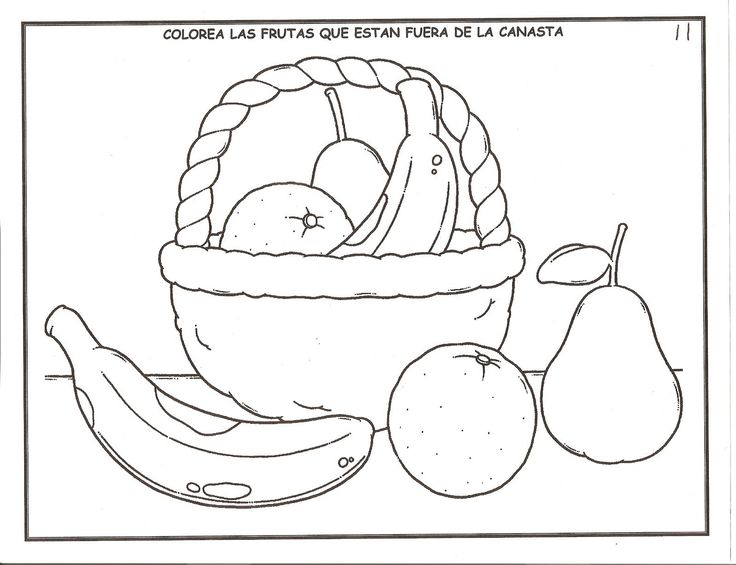 COLOREA LAS FRUTAS QUE ESTAN FUERA DE LA CANASTA
11